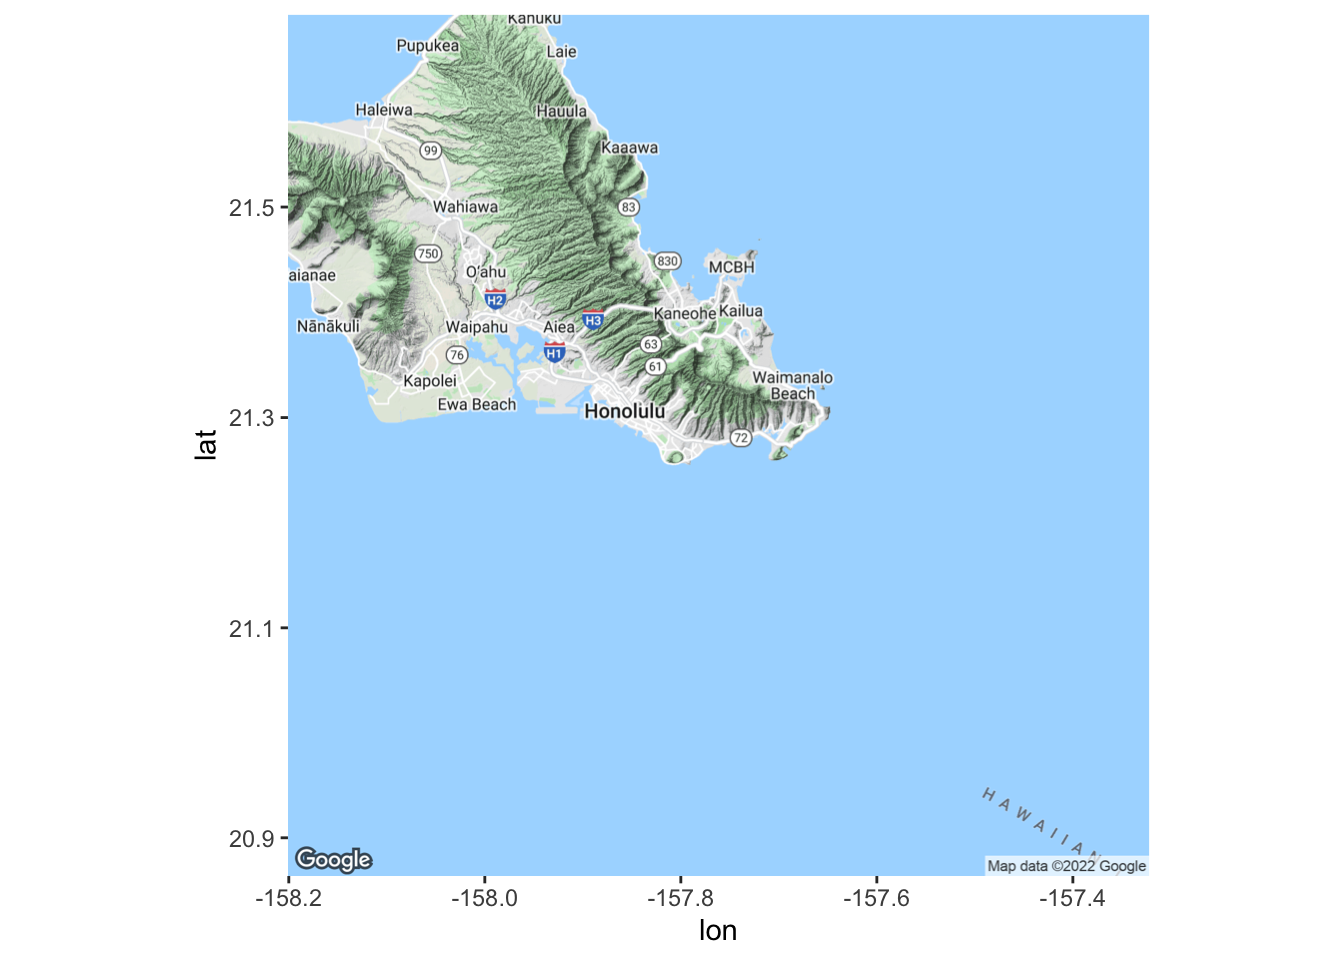 Kahuku
Pupukea
Laie
Haleiwa
Hauula
99
Kaaawa
21.5
Wahiawa
83
750
830
MCBH
aianae
Oʻahu
H2
Nānākuli
Waipahu
Aiea
H3
Kaneohe
Kailua
76
H1
63
61
Kapolei
Waimanalo
Beach
Ewa Beach
Honolulu
21.3
72
lat
21.1
HAWAIIAN
20.9
Google
Map data ©2022 Google
-158.2
-158.0
-157.8
-157.6
-157.4
lon